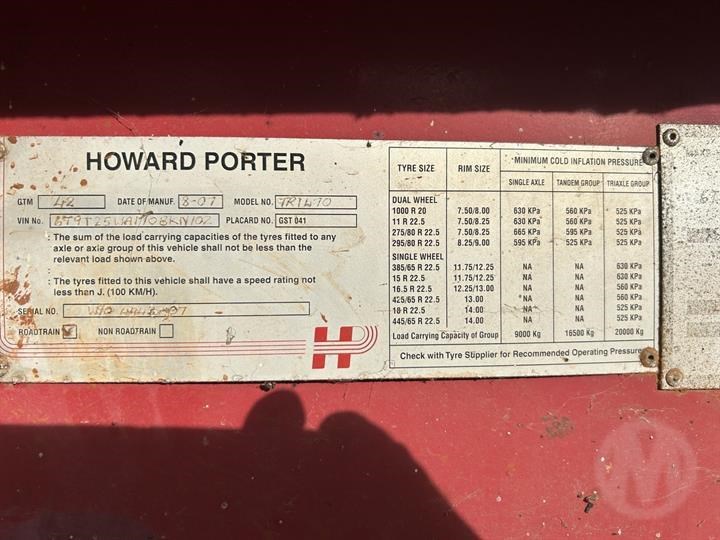 HOWARD PORTER
GTM 42 DATE OF MANUF. 8-07 MODEL NO.
VIN No. PLACARD NO. GST 041
: The sum of the load carrying capacities of the tyres fitted to any
axle or axle group of this vehicle shall not be less than the
relevant load shown above.
:
: The tyres fitted to this vehicle shall have a speed rating not
less than J. (100 KM/H).
SERIAL NO.
ROADTRAIN NON ROADTRAIN
HP
TYRE SIZE RIM SIZE *MINIMUM COLD INFLATION PRESSURE
SINGLE AXLE TANDEM GROUP TRIAXLE GROUP
DUAL WHEEL
1000 R 20 7.50/8.00 630 KPa 560 KPa 525 KPa
11 R 22.5 7.50/8.25 630 KPa 560 KPa 525 KPa
275/80 R 22.5 7.50/8.25 665 KPa 595 KPa 525 KPa
295/80 R 22.5 8.25/9.00 595 KPa 525 KPa 525 KPa
SINGLE WHEEL
385/65 R 22.5 11.75/12.25 NA NA 630 KPa
15 R 22.5 11.75/12.25 NA NA 630 KPa
16.5 R 22.5 12.25/13.00 NA NA 560 KPa
425/65 R 22.5 13.00 NA NA 560 KPa
18 R 22.5 14.00 NA NA 525 KPa
445/65 R 22.5 14.00 NA NA 525 KPa
Load Carrying Capacity of Group 9000 Kg 16500 Kg 20000 Kg
Check with Tyre Supplier for Recommended Operating Pressure
M